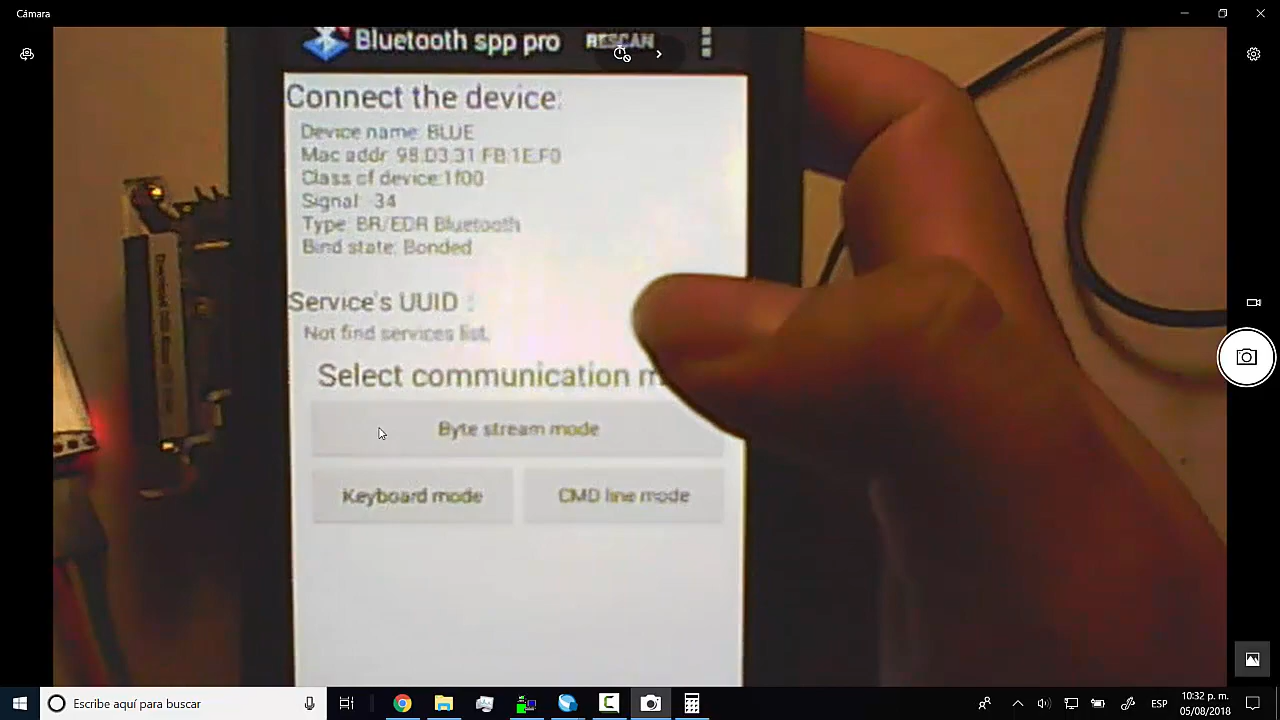 Cámara
Bluetooth spp pro RESCAN
Connect the device:
Device name: BLUE
Mac addr: 98:D3:31:FB:1E:F0
Class of device:1f00
Signal: -34
Type: BR/EDR Bluetooth
Bind state: Bonded
Service's UUID :
Not find services list.
Select communication m
Byte stream mode
Keyboard mode CMD line mode
Escribe aquí para buscar
ESP
10:32 p. m.
05/08/2018